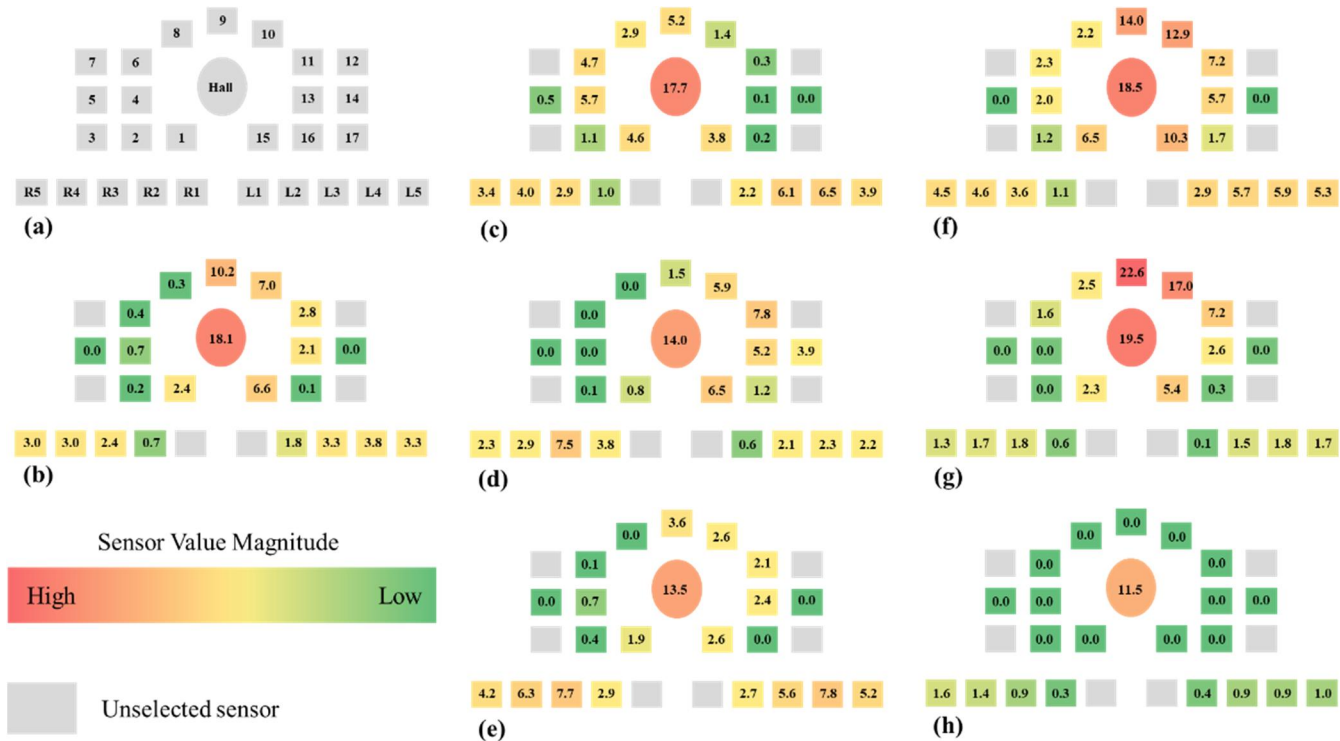 9
8 10
7 6 11 12
Hall
5 4 13 14
3 2 1 15 16 17
R5 R4 R3 R2 R1 L1 L2 L3 L4 L5
(a)
10.2
0.3 7.0
0.4 2.8
18.1
0.0 0.7 2.1 0.0
0.2 2.4 6.6 0.1
3.0 3.0 2.4 0.7 1.8 3.3 3.8 3.3
(b)
Sensor Value Magnitude
High Low
Unselected sensor
5.2
2.9 1.4
4.7 0.3
17.7
0.5 5.7 0.1 0.0
1.1 4.6 3.8 0.2
3.4 4.0 2.9 1.0 2.2 6.1 6.5 3.9
(c)
1.5
0.0 5.9
0.0 7.8
14.0
0.0 0.0 5.2 3.9
0.1 0.8 6.5 1.2
2.3 2.9 7.5 3.8 0.6 2.1 2.3 2.2
(d)
3.6
0.0 2.6
0.1 2.1
13.5
0.0 0.7 2.4 0.0
0.4 1.9 2.6 0.0
4.2 6.3 7.7 2.9 2.7 5.6 7.8 5.2
(e)
14.0
2.2 12.9
2.3 7.2
18.5
0.0 2.0 5.7 0.0
1.2 6.5 10.3 1.7
4.5 4.6 3.6 1.1 2.9 5.7 5.9 5.3
(f)
22.6
2.5 17.0
1.6 7.2
19.5
0.0 0.0 2.6 0.0
0.0 2.3 5.4 0.3
1.3 1.7 1.8 0.6 0.1 1.5 1.8 1.7
(g)
0.0
0.0 0.0
0.0 0.0
11.5
0.0 0.0 0.0 0.0
0.0 0.0 0.0 0.0
1.6 1.4 0.9 0.3 0.4 0.9 0.9 1.0
(h)